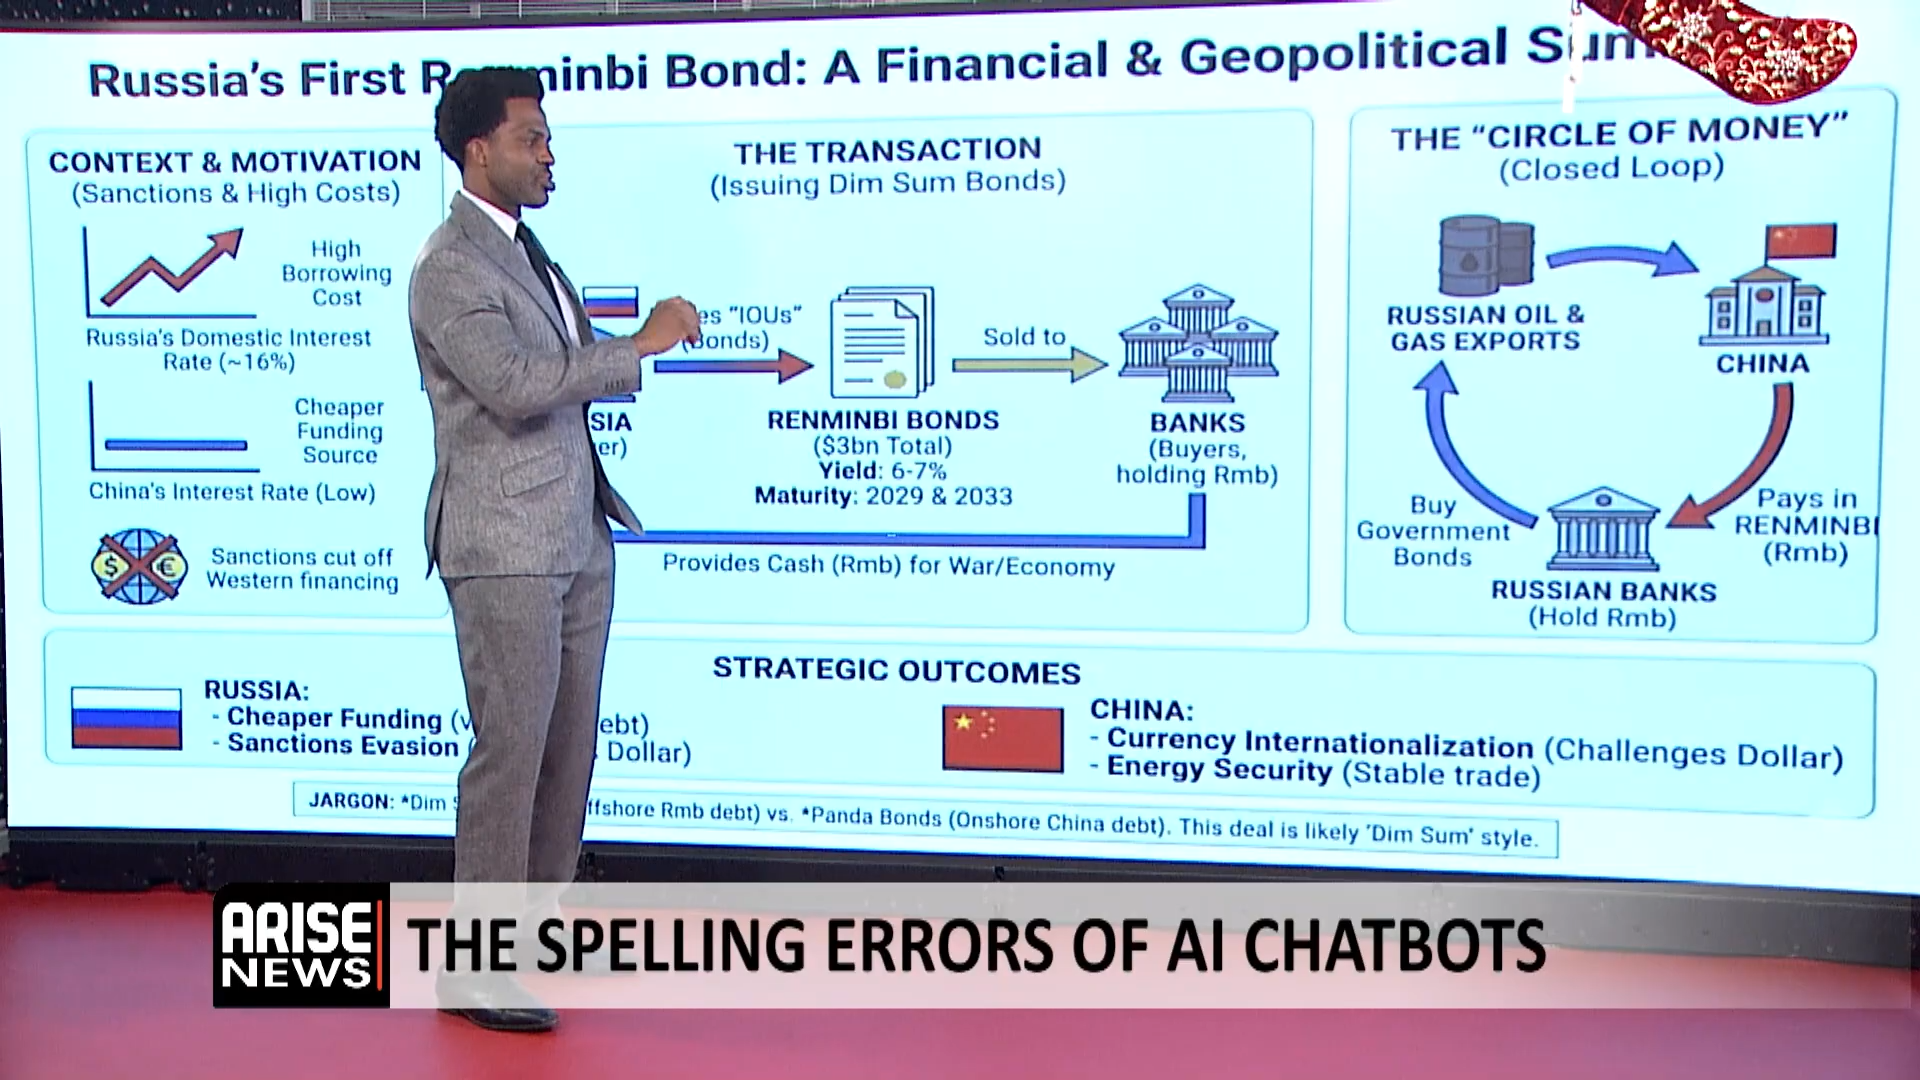 Russia's First Renminbi Bond: A Financial & Geopolitical Sum
CONTEXT & MOTIVATION
(Sanctions & High Costs)
High
Borrowing
Cost
Russia's Domestic Interest
Rate (~16%)
Cheaper
Funding
Source
China's Interest Rate (Low)
$ €
Sanctions cut off
Western financing
THE TRANSACTION
(Issuing Dim Sum Bonds)
es "IOUs"
(Bonds)
SIA
er)
RENMINBI BONDS
($3bn Total)
Yield: 6-7%
Maturity: 2029 & 2033
Sold to
BANKS
(Buyers,
holding Rmb)
Provides Cash (Rmb) for War/Economy
THE "CIRCLE OF MONEY"
(Closed Loop)
RUSSIAN OIL &
GAS EXPORTS
CHINA
Pays in
RENMINBI
(Rmb)
RUSSIAN BANKS
(Hold Rmb)
Buy
Government
Bonds
STRATEGIC OUTCOMES
RUSSIA:
- Cheaper Funding ebt)
- Sanctions Evasion Dollar)
CHINA:
- Currency Internationalization (Challenges Dollar)
- Energy Security (Stable trade)
JARGON: *Dim ffshore Rmb debt) vs. *Panda Bonds (Onshore China debt). This deal is likely 'Dim Sum' style.
ARISE
NEWS
THE SPELLING ERRORS OF AI CHATBOTS